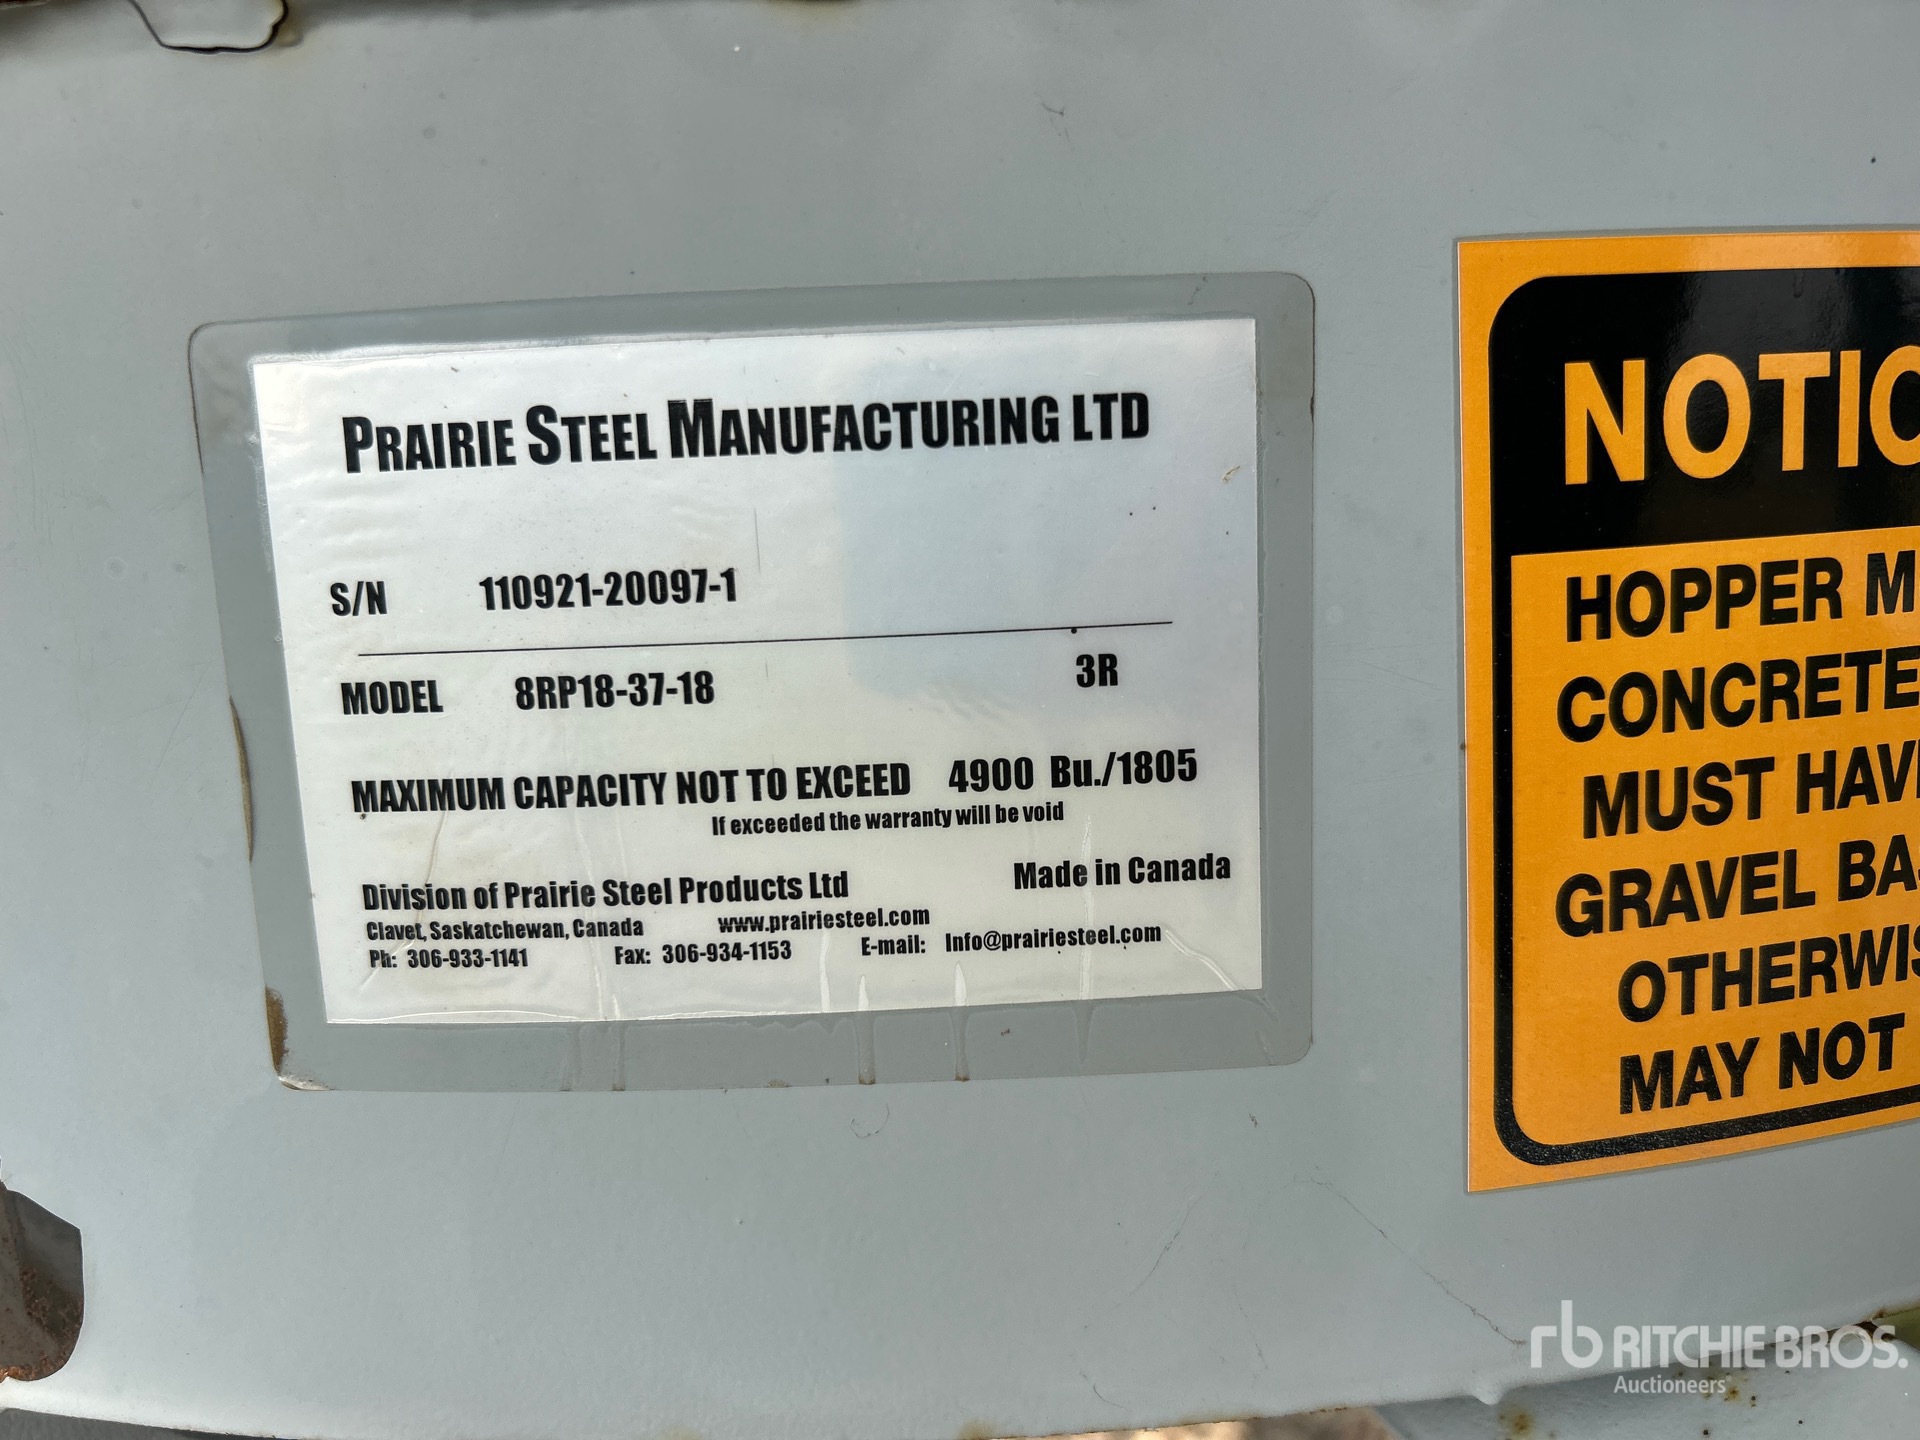 PRAIRIE STEEL MANUFACTURING LTD
S/N 110921-20097-1
MODEL 8RP18-37-18 3R
MAXIMUM CAPACITY NOT TO EXCEED 4900 Bu./1805
If exceeded the warranty will be void
Division of Prairie Steel Products Ltd Made in Canada
Clavet, Saskatchewan, Canada www.prairiesteel.com
Ph: 306-933-1141 Fax: 306-934-1153 E-mail: Info@prairiesteel.com
NOTIC
HOPPER M
CONCRETE
MUST HAV
GRAVEL BAS
OTHERWIS
MAY NOT
rb RITCHIE BROS.
Auctioneers